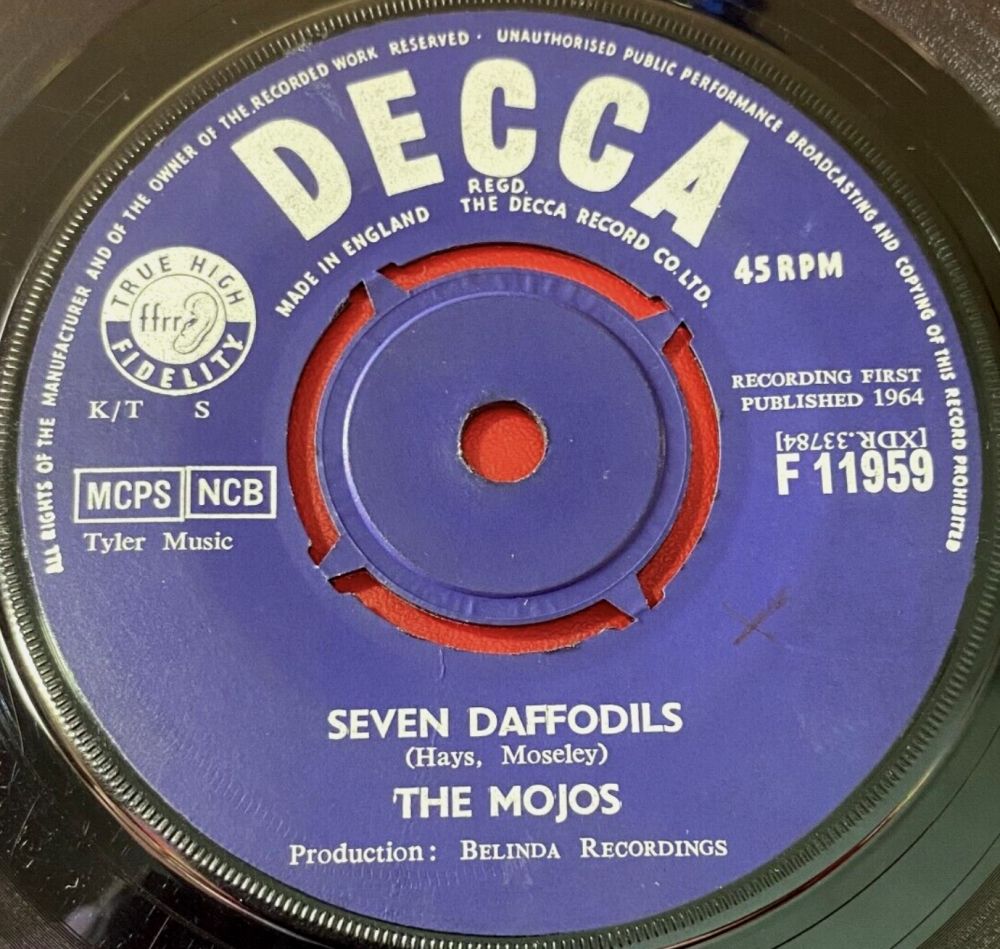 ALL RIGHTS OF THE MANUFACTURER AND OF THE OWNER OF THE RECORDED WORK RESERVED · UNAUTHORISED PUBLIC PERFORMANCE BROADCASTING AND COPYING OF THIS RECORD PROHIBITED
DECCA
REGD.
MADE IN ENGLAND THE DECCA RECORD CO. LTD.
45 RPM
TRUE HIGH
ffrr
FIDELITY
K/T S
RECORDING FIRST
PUBLISHED 1964
[XDR.33784]
F 11959
MCPS NCB
Tyler Music
SEVEN DAFFODILS
(Hays, Moseley)
THE MOJOS
Production: BELINDA RECORDINGS